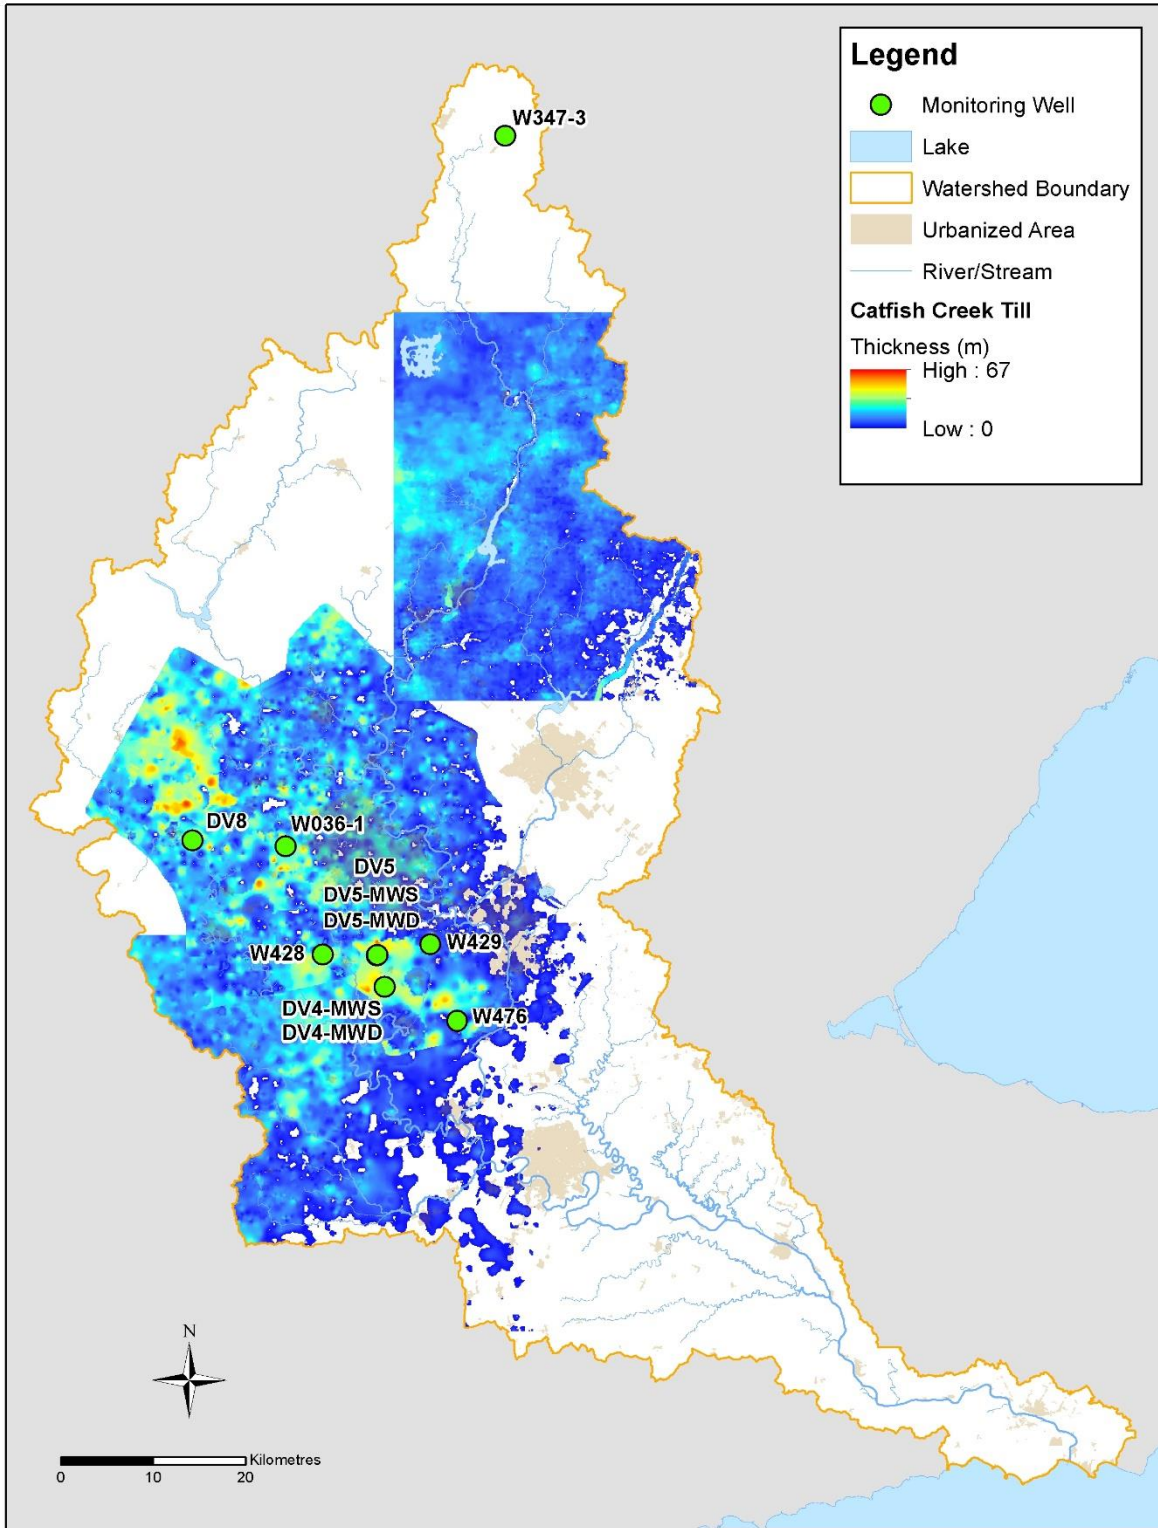 Legend
Monitoring Well
Lake
Watershed Boundary
Urbanized Area
River/Stream
Catfish Creek Till
Thickness (m)
High : 67
Low : 0
W347-3
DV8
W036-1
DV5
DV5-MWS
DV5-MWD
W428
W429
DV4-MWS
DV4-MWD
W476
N
Kilometres
0 10 20